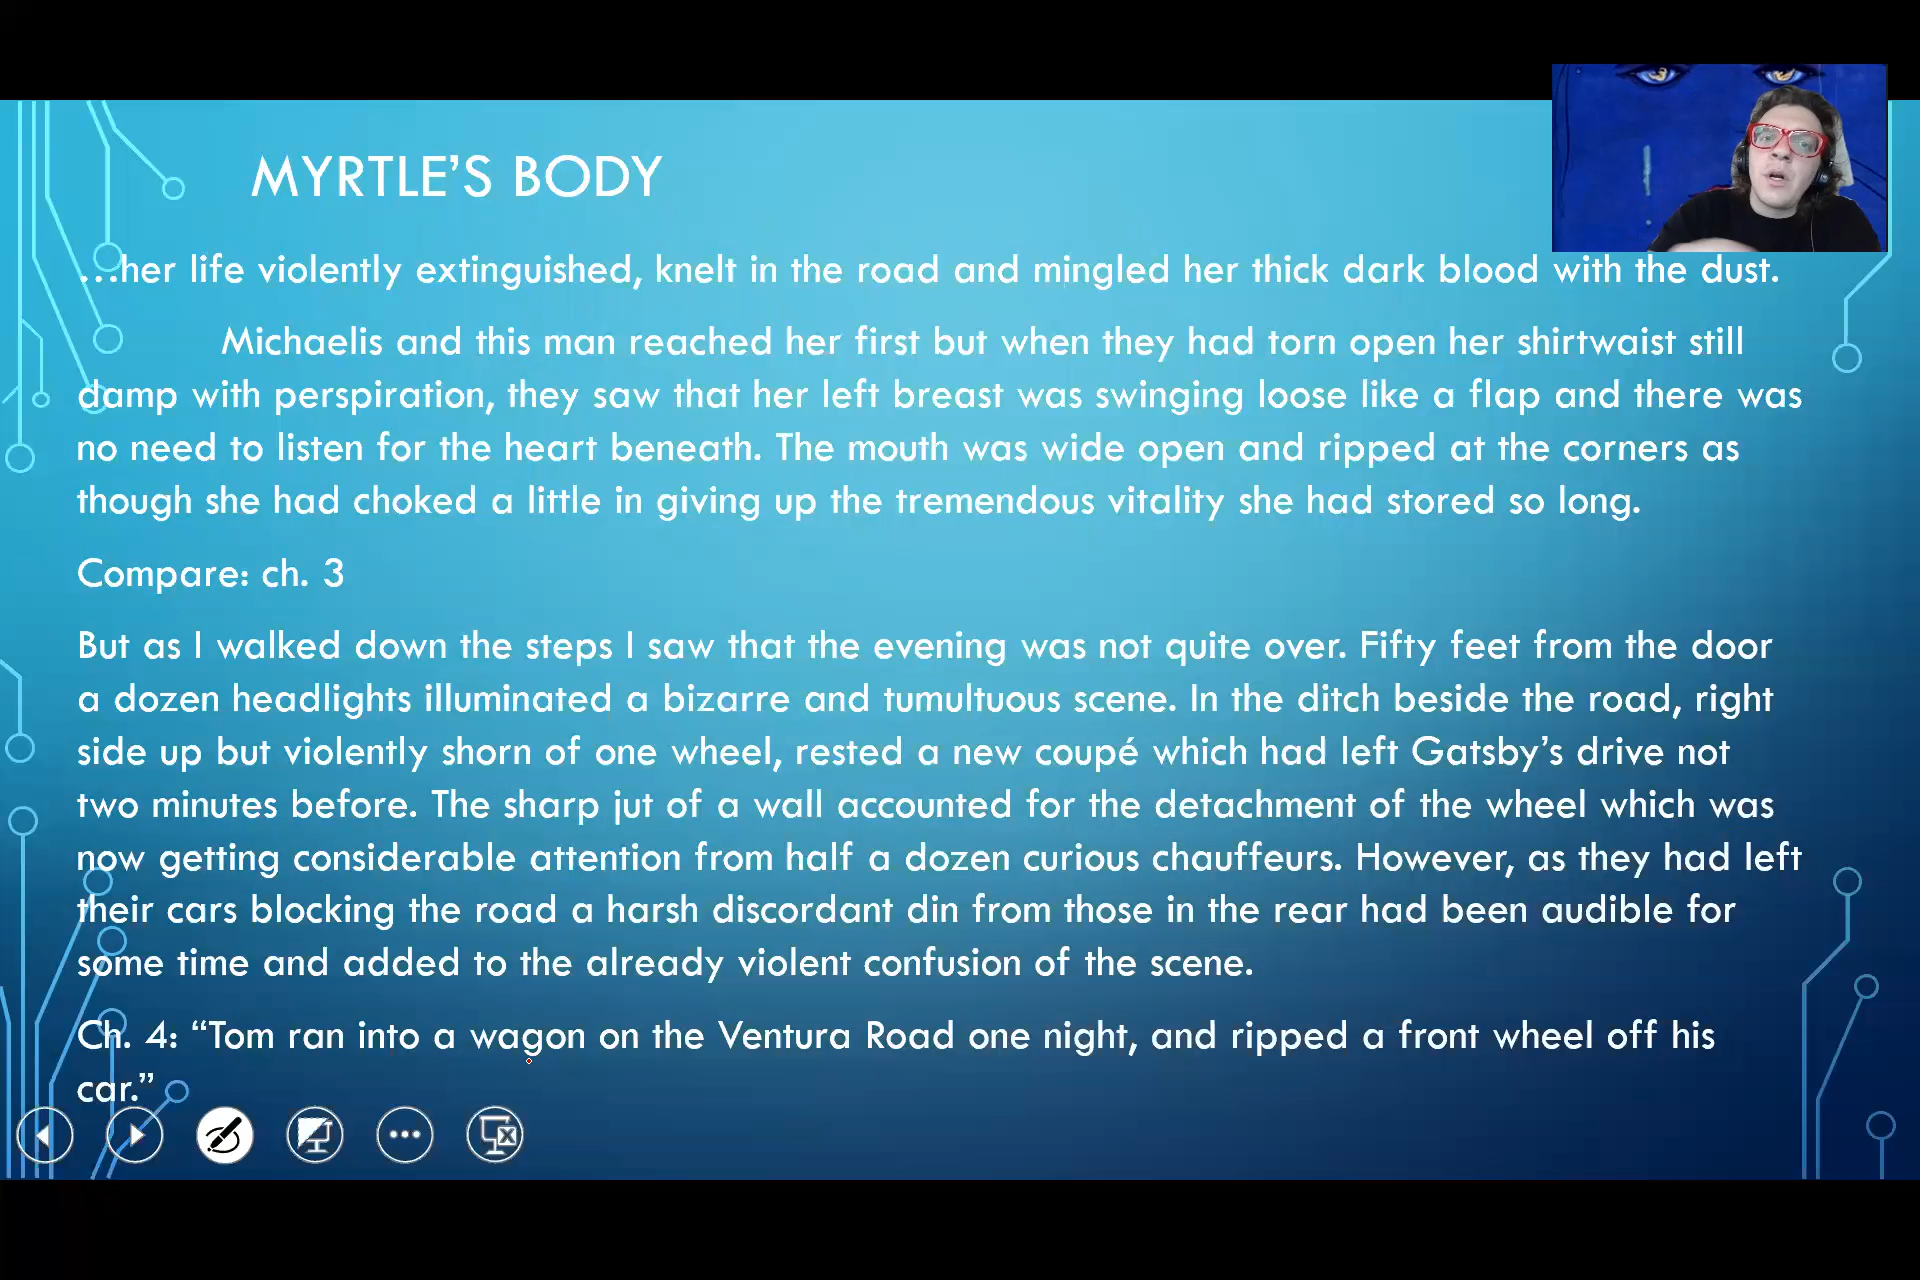 MYRTLE’S BODY
…her life violently extinguished, knelt in the road and mingled her thick dark blood with the dust.
Michaelis and this man reached her first but when they had torn open her shirtwaist still
damp with perspiration, they saw that her left breast was swinging loose like a flap and there was
no need to listen for the heart beneath. The mouth was wide open and ripped at the corners as
though she had choked a little in giving up the tremendous vitality she had stored so long.
Compare: ch. 3
But as I walked down the steps I saw that the evening was not quite over. Fifty feet from the door
a dozen headlights illuminated a bizarre and tumultuous scene. In the ditch beside the road, right
side up but violently shorn of one wheel, rested a new coupé which had left Gatsby’s drive not
two minutes before. The sharp jut of a wall accounted for the detachment of the wheel which was
now getting considerable attention from half a dozen curious chauffeurs. However, as they had left
their cars blocking the road a harsh discordant din from those in the rear had been audible for
some time and added to the already violent confusion of the scene.
Ch. 4: “Tom ran into a wagon on the Ventura Road one night, and ripped a front wheel off his
car.”